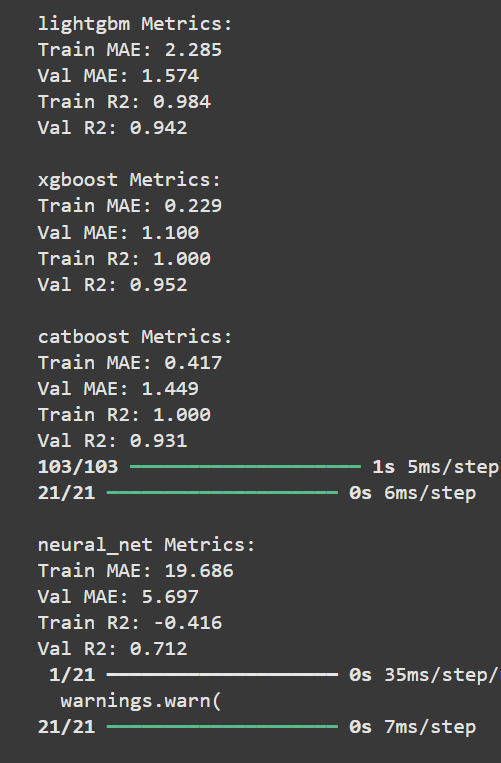 lightgbm Metrics:
Train MAE: 2.285
Val MAE: 1.574
Train R2: 0.984
Val R2: 0.942
xgboost Metrics:
Train MAE: 0.229
Val MAE: 1.100
Train R2: 1.000
Val R2: 0.952
catboost Metrics:
Train MAE: 0.417
Val MAE: 1.449
Train R2: 1.000
Val R2: 0.931
103/103 ━━━━━━━━━━━━━━━━━━━━ 1s 5ms/step
21/21 ━━━━━━━━━━━━━━━━━━━━ 0s 6ms/step
neural_net Metrics:
Train MAE: 19.686
Val MAE: 5.697
Train R2: -0.416
Val R2: 0.712
1/21 ━━━━━━━━━━━━━━━━━━━━ 0s 35ms/step/
warnings.warn(
21/21 ━━━━━━━━━━━━━━━━━━━━ 0s 7ms/step